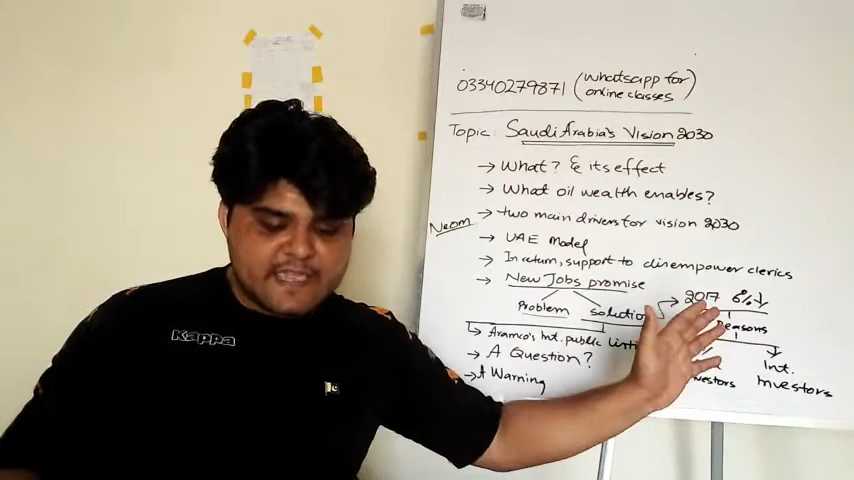 03340279871 (whatsapp for online classes)
Topic: Saudi Arabia's Vision 2030
→ What? & its effect
→ What oil wealth enables?
Neom → two main drivers for vision 2030
→ UAE Model
→ In return, support to disempower clerics
→ New Jobs promise
Problem solution → 2017 6%↓
Reasons
→ Aramco's Int. public
→ A Question?
→ A Warning
Int. Investors
Kappa